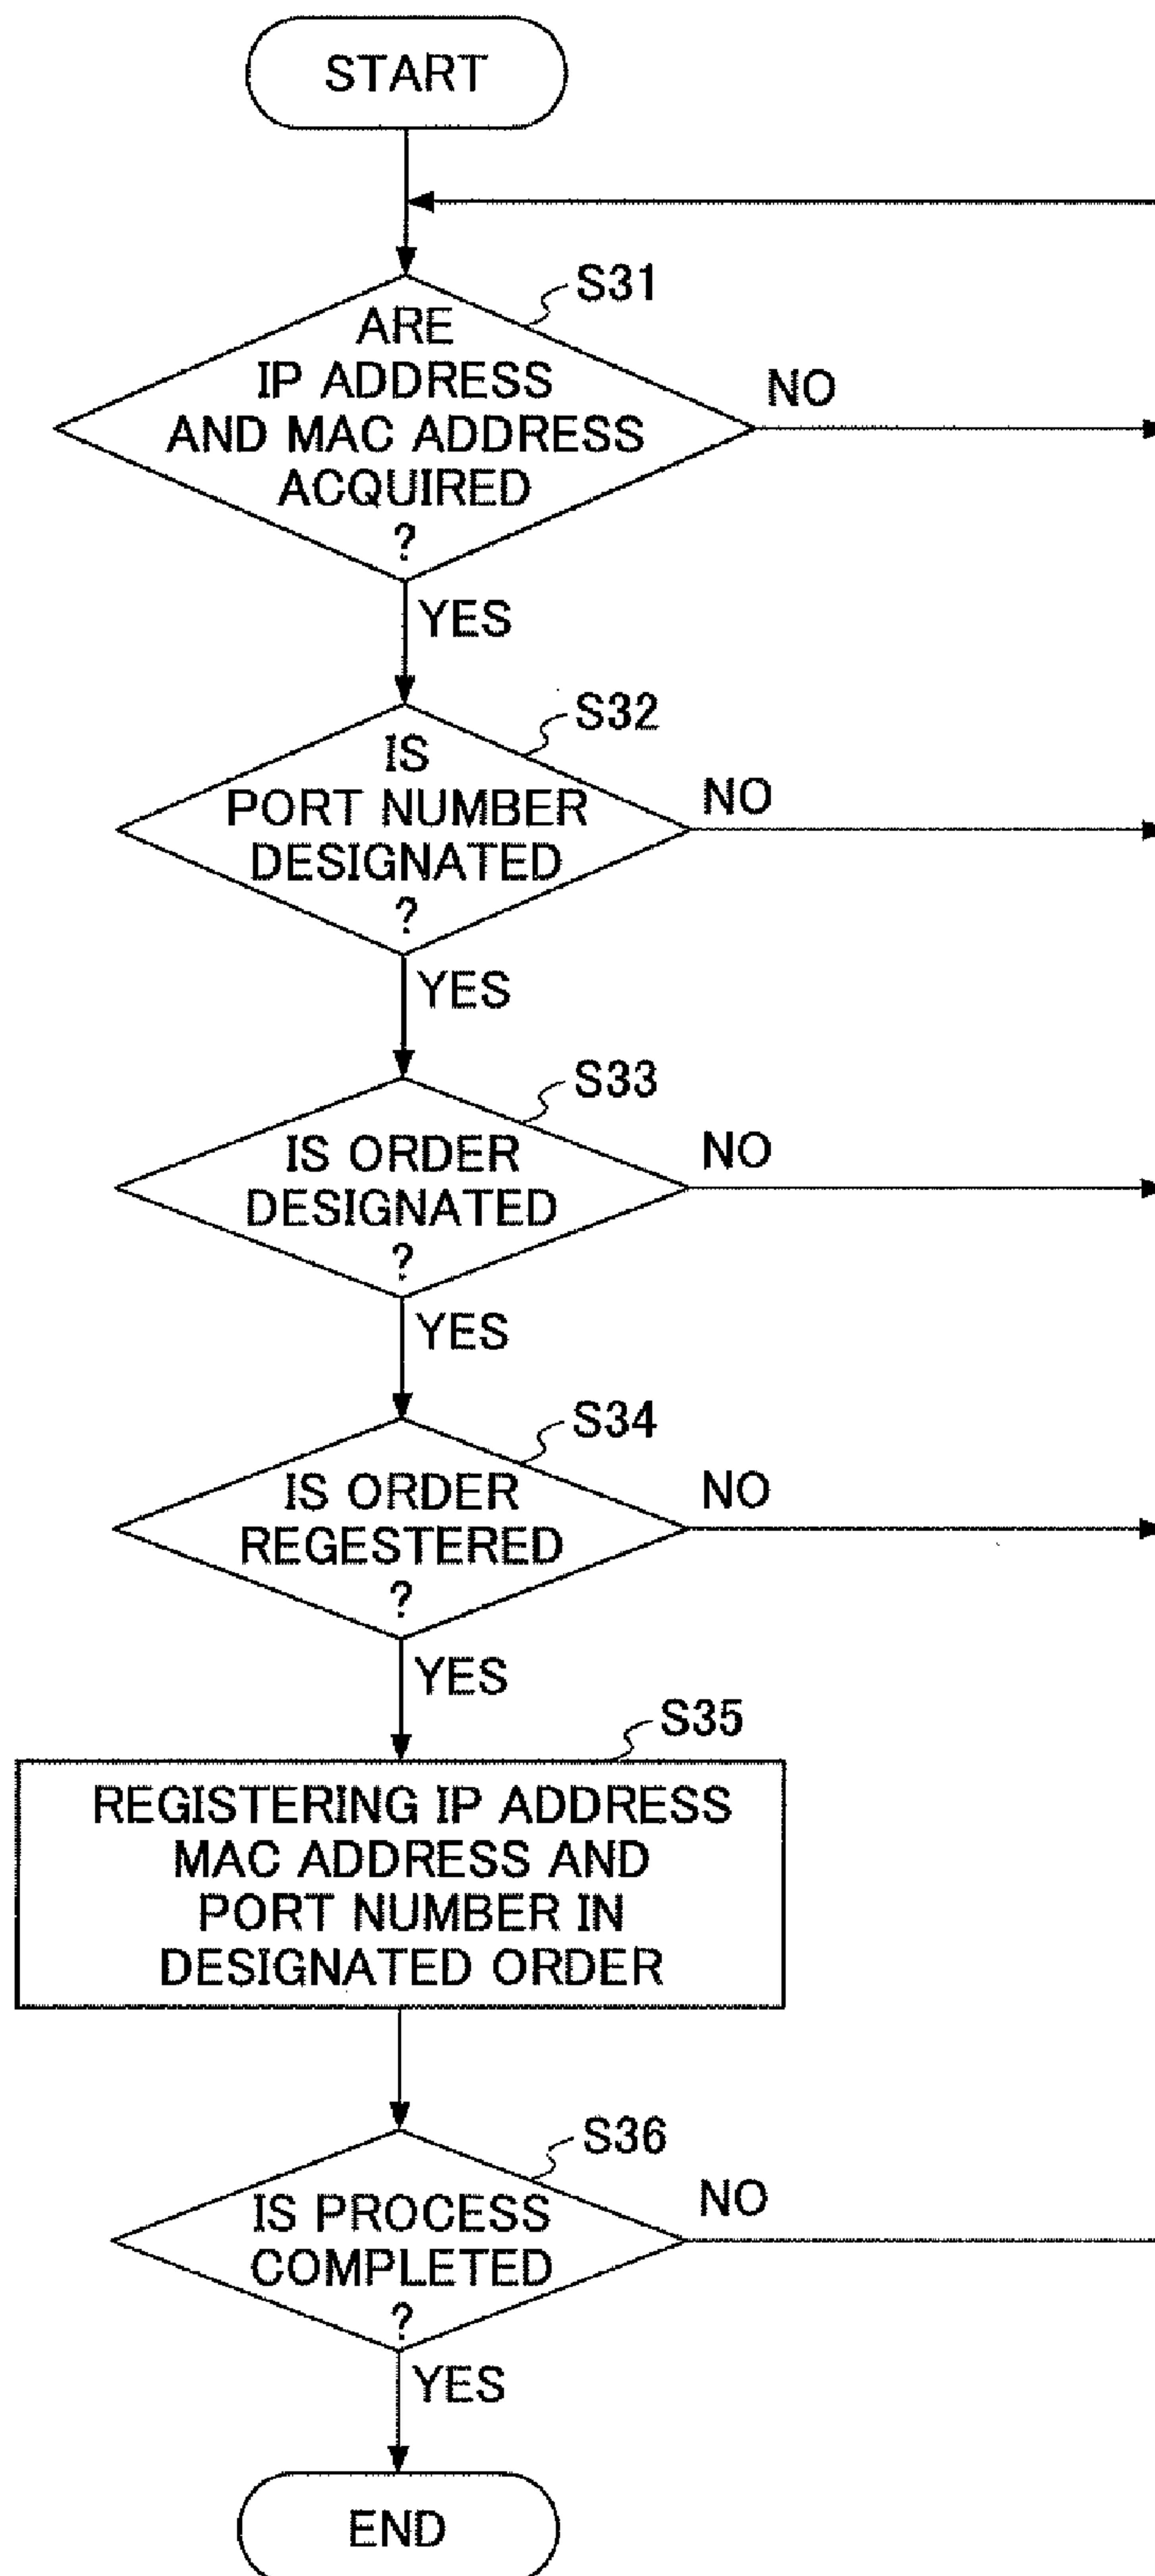 START
S31
ARE
IP ADDRESS
AND MAC ADDRESS
ACQUIRED
?
NO
YES
S32
IS
PORT NUMBER
DESIGNATED
?
NO
YES
S33
IS ORDER
DESIGNATED
?
NO
YES
S34
IS ORDER
REGESTERED
?
NO
YES
S35
REGISTERING IP ADDRESS
MAC ADDRESS AND
PORT NUMBER IN
DESIGNATED ORDER
S36
IS PROCESS
COMPLETED
?
NO
YES
END